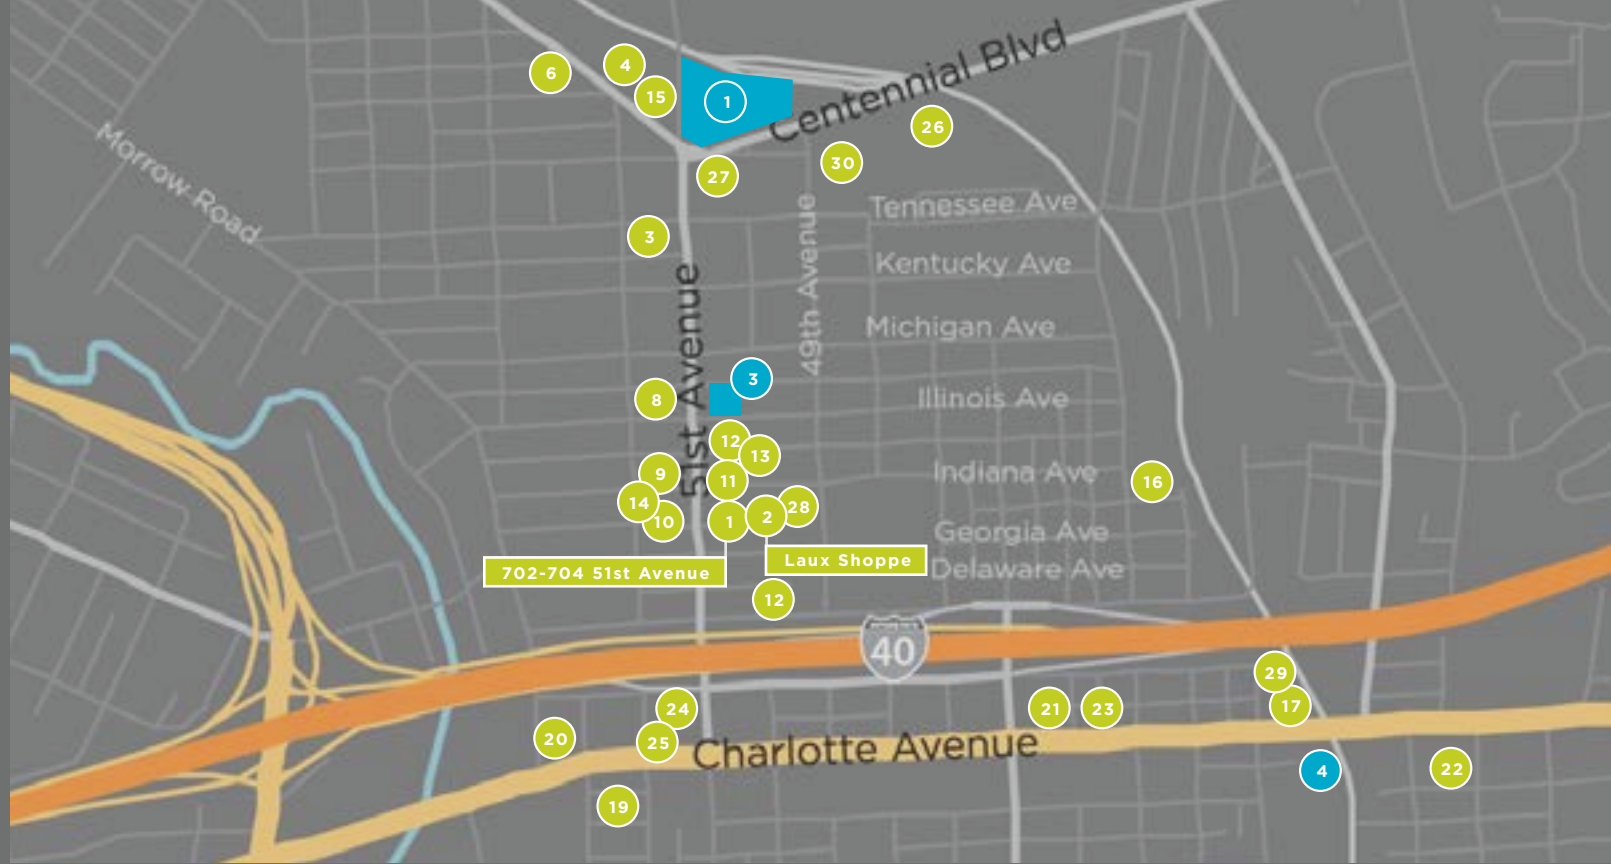 6
4
15
1
Centennial Blvd
26
30
27
Morrow Road
Tennessee Ave
3
49th Avenue
Kentucky Ave
51st Avenue
Michigan Ave
3
8
Illinois Ave
12
13
9
11
Indiana Ave
16
14
10
1
2
28
Georgia Ave
702-704 51st Avenue
Laux Shoppe
Delaware Ave
12
40
29
24
21
23
17
20
25
Charlotte Avenue
4
22
19